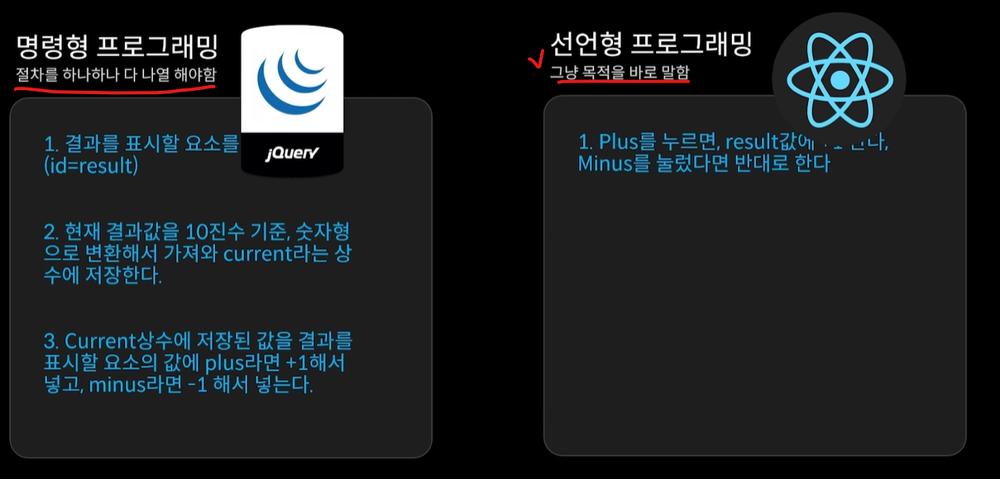 명령형 프로그래밍
절차를 하나하나 다 나열 해야함
jQuery
1. 결과를 표시할 요소를
(id=result)
2. 현재 결과값을 10진수 기준, 숫자형
으로 변환해서 가져와 current라는 상
수에 저장한다.
3. Current상수에 저장된 값을 결과를
표시할 요소의 값에 plus라면 +1해서
넣고, minus라면 -1 해서 넣는다.
선언형 프로그래밍
그냥 목적을 바로 말함
1. Plus를 누르면, result값에
Minus를 눌렀다면 반대로 한다